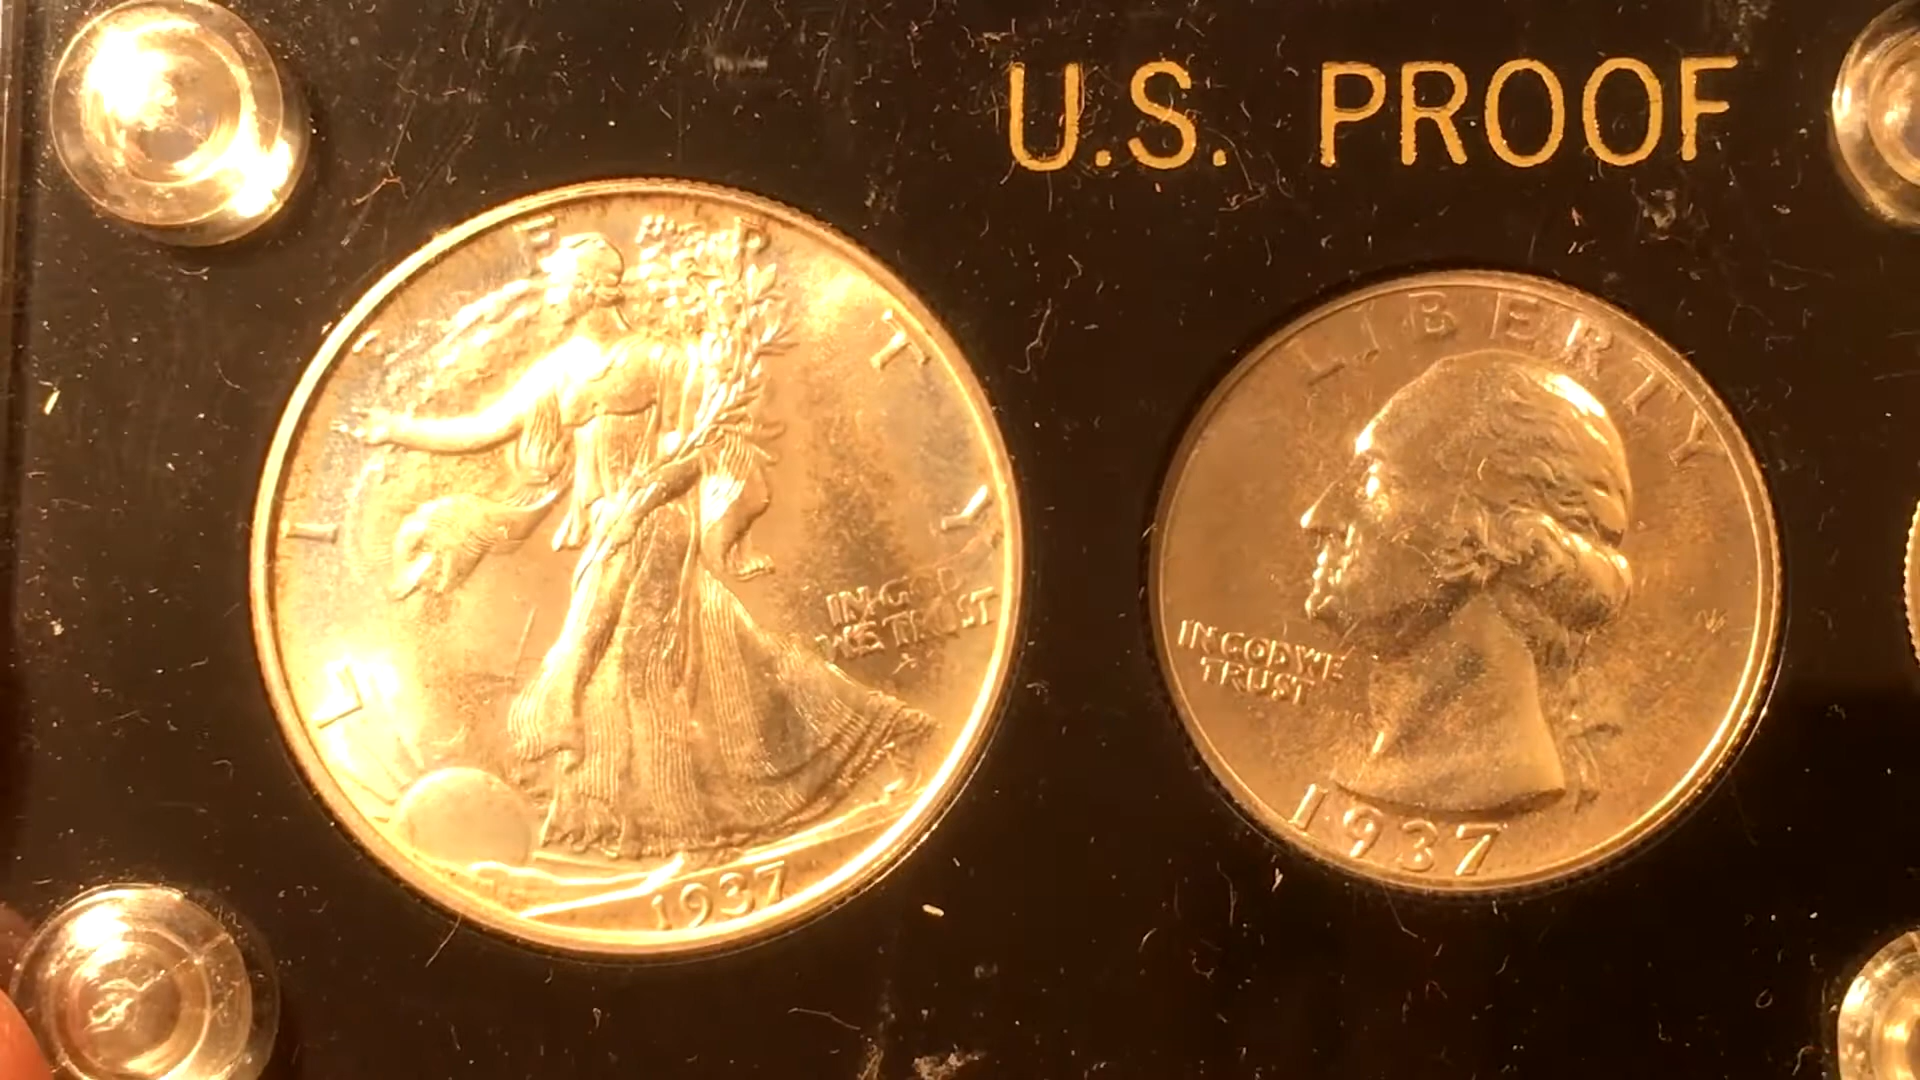 U.S. PROOF
LIBERTY
IN GOD
WE TRUST
1937
LIBERTY
IN GOD WE
TRUST
1937